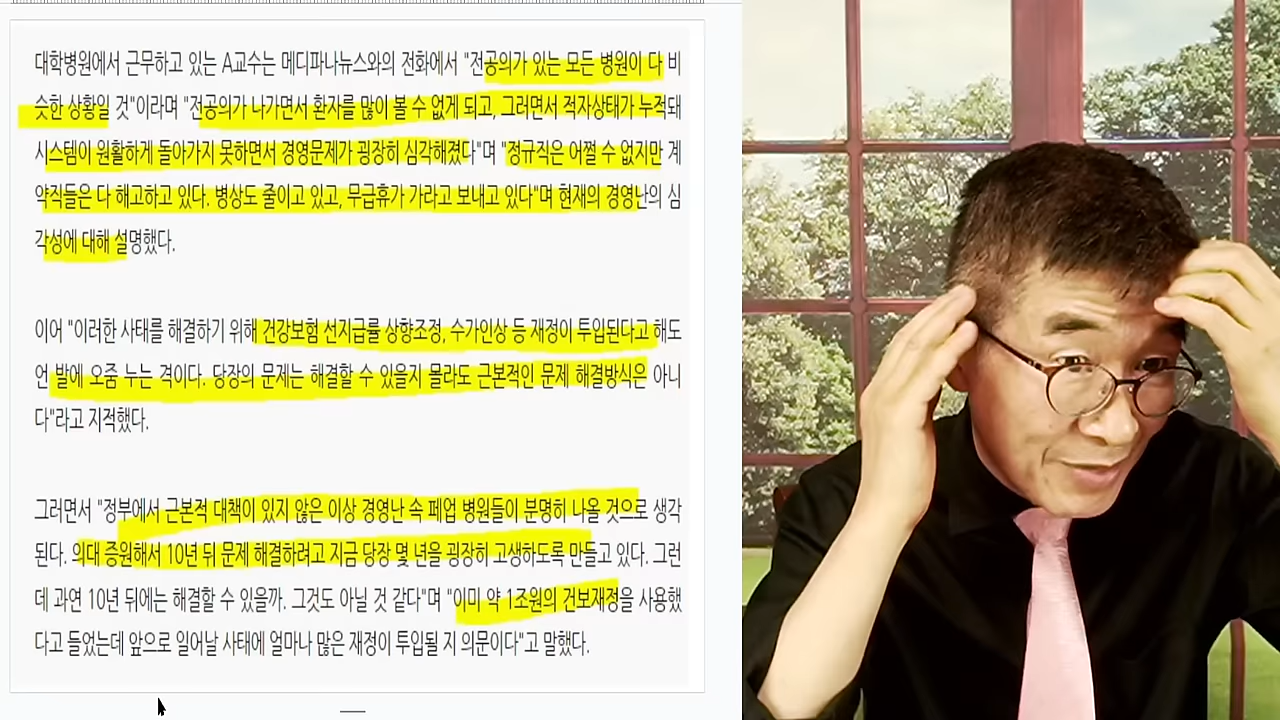 대학병원에서 근무하고 있는 A교수는 메디파나뉴스와의 전화에서 "전공의가 있는 모든 병원이 다 비
슷한 상황일 것"이라며 "전공의가 나가면서 환자를 많이 볼 수 없게 되고, 그러면서 적자상태가 누적돼
시스템이 원활하게 돌아가지 못하면서 경영문제가 굉장히 심각해졌다"며 "정규직은 어쩔 수 없지만 계
약직들은 다 해고하고 있다. 병상도 줄이고 있고, 무급휴가 가라고 보내고 있다"며 현재의 경영난의 심
각성에 대해 설명했다.
이어 "이러한 사태를 해결하기 위해 건강보험 선지급률 상향조정, 수가인상 등 재정이 투입된다고 해도
언 발에 오줌 누는 격이다. 당장의 문제는 해결할 수 있을지 몰라도 근본적인 문제 해결방식은 아니
다"라고 지적했다.
그러면서 "정부에서 근본적 대책이 있지 않은 이상 경영난 속 폐업 병원들이 분명히 나올 것으로 생각
된다. 의대 증원해서 10년 뒤 문제 해결하려고 지금 당장 몇 년을 굉장히 고생하도록 만들고 있다. 그런
데 과연 10년 뒤에는 해결할 수 있을까. 그것도 아닐 것 같다"며 "이미 약 1조원의 건보재정을 사용했
다고 들었는데 앞으로 일어날 사태에 얼마나 많은 재정이 투입될 지 의문이다"고 말했다.